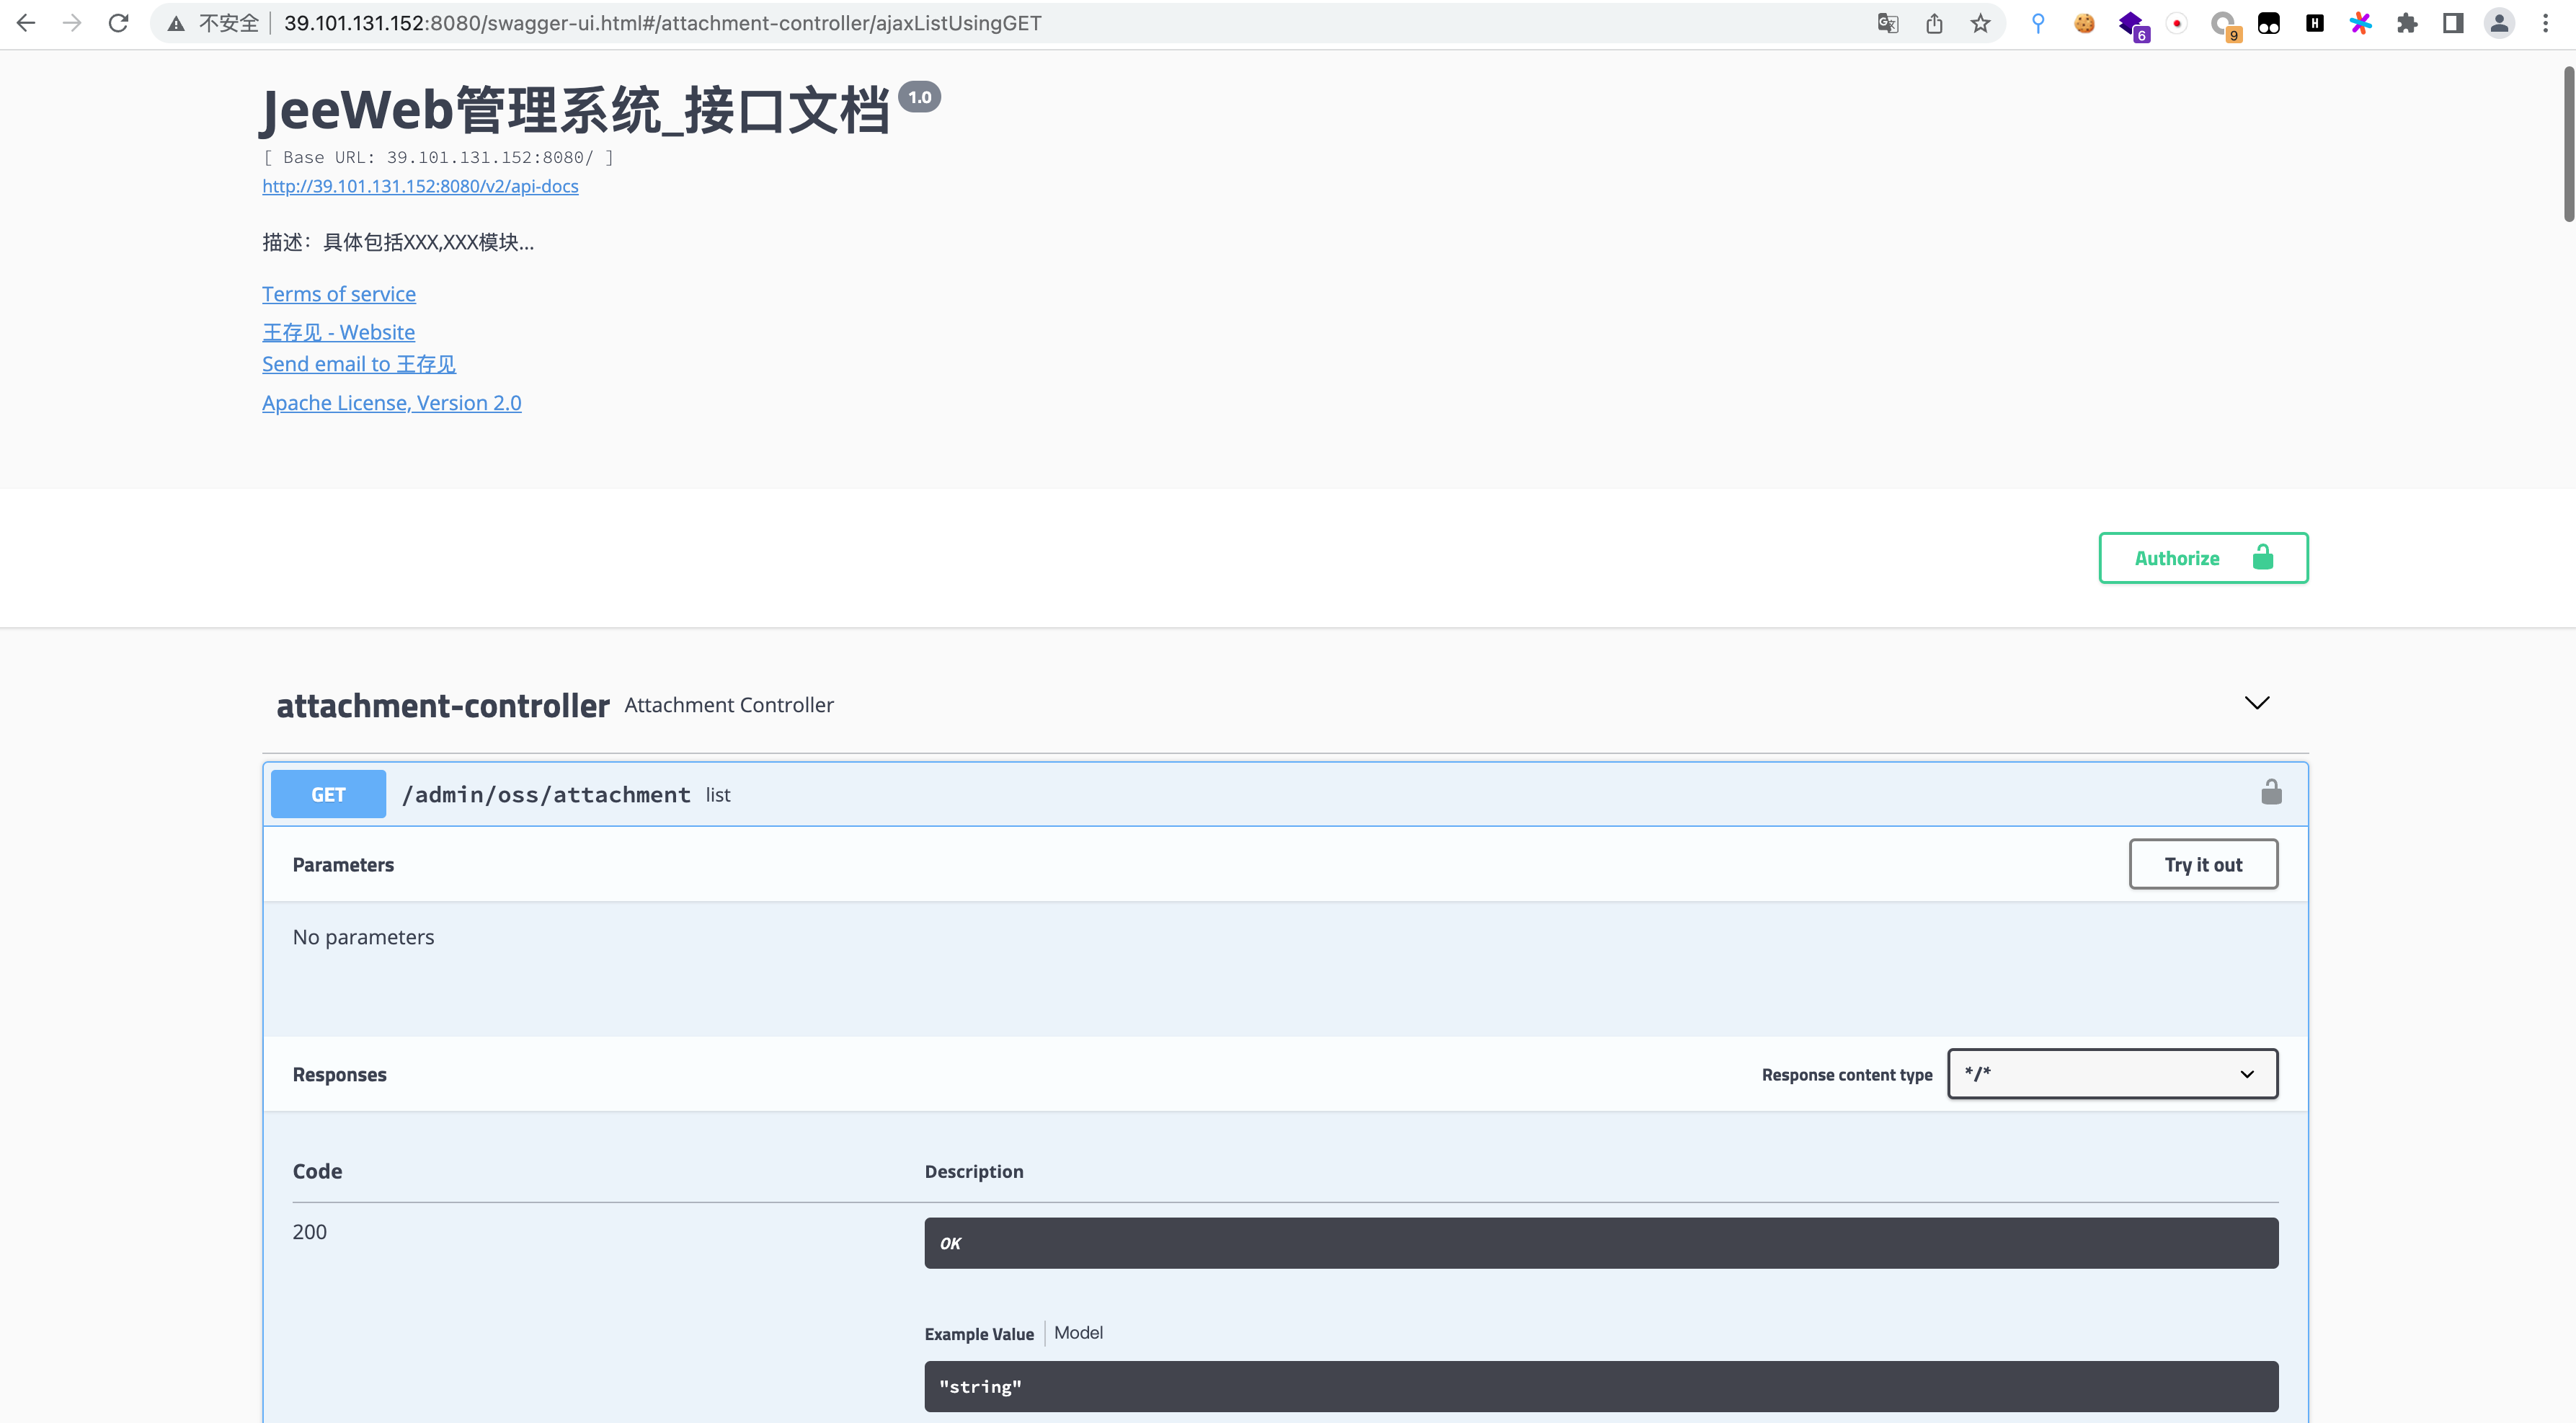 不安全 39.101.131.152:8080/swagger-ui.html#/attachment-controller/ajaxListUsingGET
6
9
H
JeeWeb管理系统_接口文档 1.0
[ Base URL: 39.101.131.152:8080/ ]
http://39.101.131.152:8080/v2/api-docs
描述：具体包括XXX,XXX模块...
Terms of service
王存见 - Website
Send email to 王存见
Apache License, Version 2.0
Authorize
attachment-controller Attachment Controller
GET /admin/oss/attachment list
Parameters Try it out
No parameters
Responses Response content type */*
Code Description
200 OK
Example Value Model
"string"